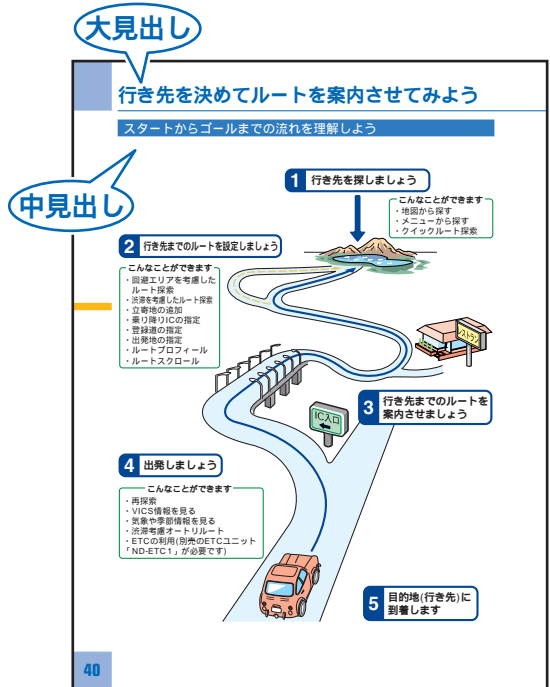 大見出し
行き先を決めてルートを案内させてみよう
スタートからゴールまでの流れを理解しよう
中見出し
1 行き先を探しましょう
こんなことができます
・地図から探す
・メニューから探す
・クイックルート探索
2 行き先までのルートを設定しましょう
こんなことができます
・回避エリアを考慮した
ルート探索
・渋滞を考慮したルート探索
・立寄地の追加
・乗り降りICの指定
・登録道の指定
・出発地の指定
・ルートプロフィール
・ルートスクロール
レストラン
3 行き先までのルートを
案内させましょう
IC入口
4 出発しましょう
こんなことができます
・再探索
・VICS情報を見る
・気象や季節情報を見る
・渋滞考慮オートリルート
・ETCの利用(別売のETCユニット
「ND-ETC1」が必要です)
5 目的地(行き先)に
到着します
40